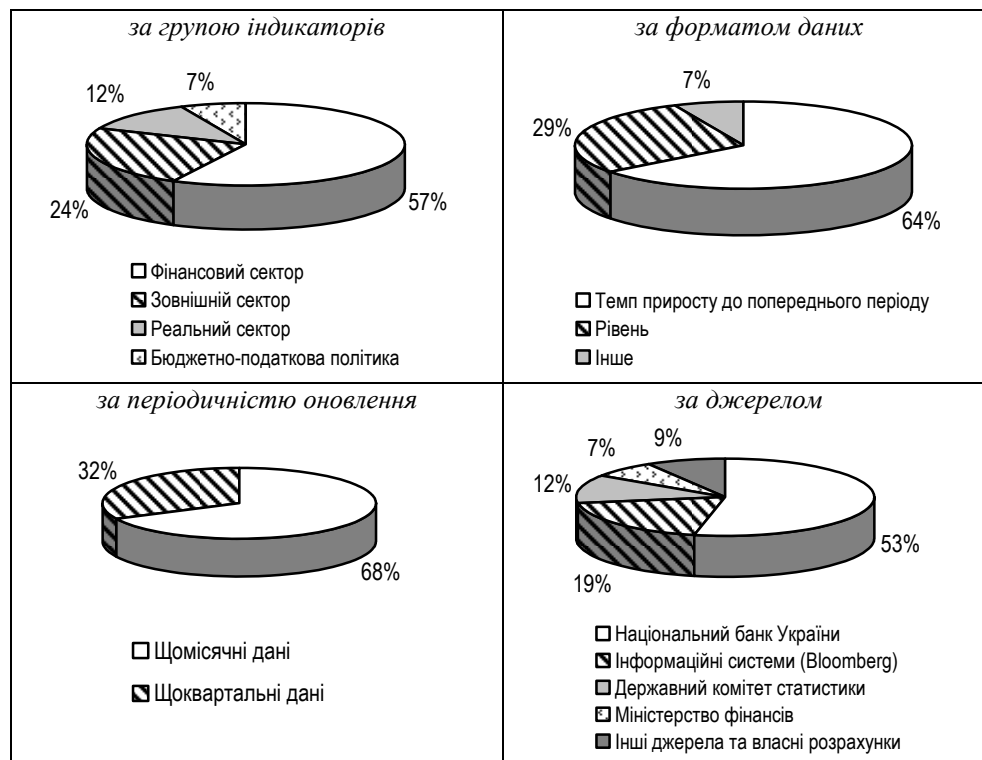 за групою індикаторів
7%
12%
24%
57%
Фінансовий сектор
Зовнішній сектор
Реальний сектор
Бюджетно-податкова політика
за форматом даних
7%
29%
64%
Темп приросту до попереднього періоду
Рівень
Інше
за періодичністю оновлення
32%
68%
Щомісячні дані
Щоквартальні дані
за джерелом
9%
7%
12%
53%
19%
Національний банк України
Інформаційні системи (Bloomberg)
Державний комітет статистики
Міністерство фінансів
Інші джерела та власні розрахунки